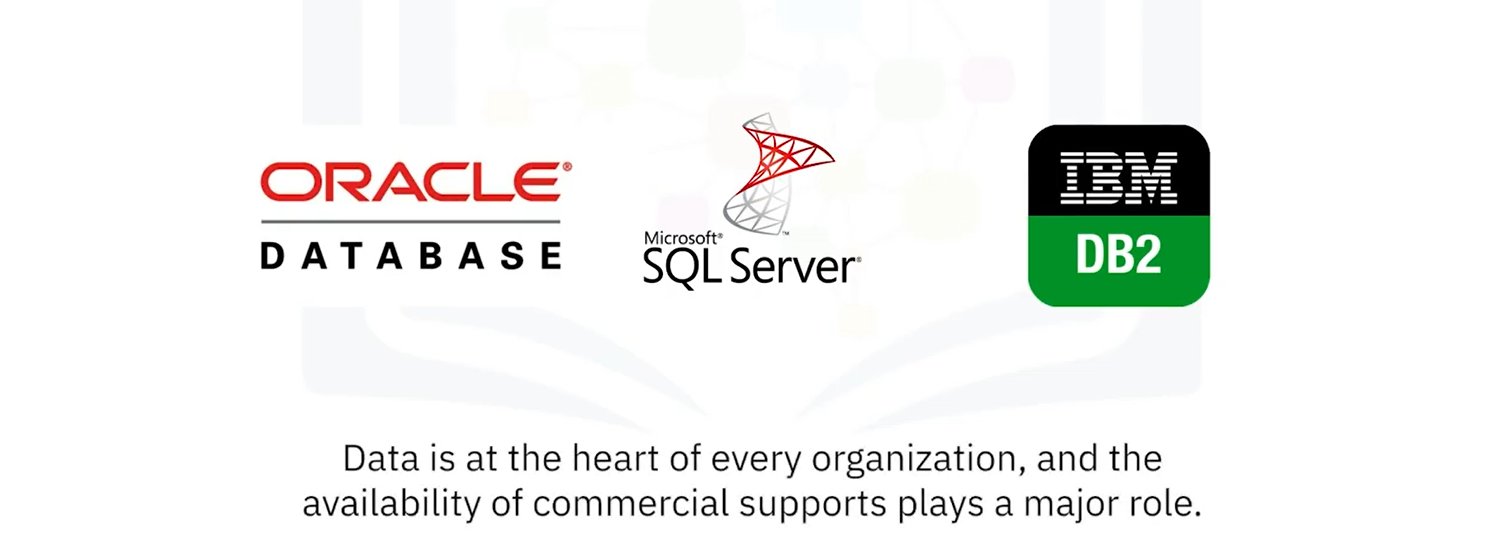 ORACLE®
DATABASE
Microsoft®
SQL Server®
™
IBM
DB2
Data is at the heart of every organization, and the
availability of commercial supports plays a major role.